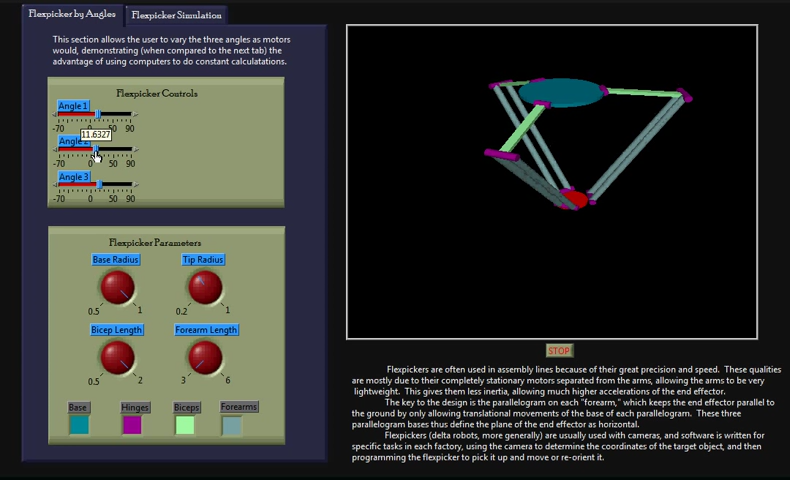 Flexpicker by Angles
Flexpicker Simulation
This section allows the user to vary the three angles as motors
would, demonstrating (when compared to the next tab) the
advantage of using computers to do constant calculatations.
Flexpicker Controls
Angle 1
-70 0 50 90
11.6327
Angle 2
-70 0 50 90
Angle 3
-70 0 50 90
Flexpicker Parameters
Base Radius
0.5 1
Tip Radius
0.2 1
Bicep Length
0.5 2
Forearm Length
3 6
Base Hinges Biceps Forearms
STOP
Flexpickers are often used in assembly lines because of their great precision and speed. These qualities
are mostly due to their completely stationary motors separated from the arms, allowing the arms to be very
lightweight. This gives them less inertia, allowing much higher accelerations of the end effector.
The key to the design is the parallelogram on each "forearm," which keeps the end effector parallel to
the ground by only allowing translational movements of the base of each parallelogram. These three
parallelogram bases thus define the plane of the end effector as horizontal.
Flexpickers (delta robots, more generally) are usually used with cameras, and software is written for
specific tasks in each factory, using the camera to determine the coordinates of the target object, and then
programming the flexpicker to pick it up and move or re-orient it.